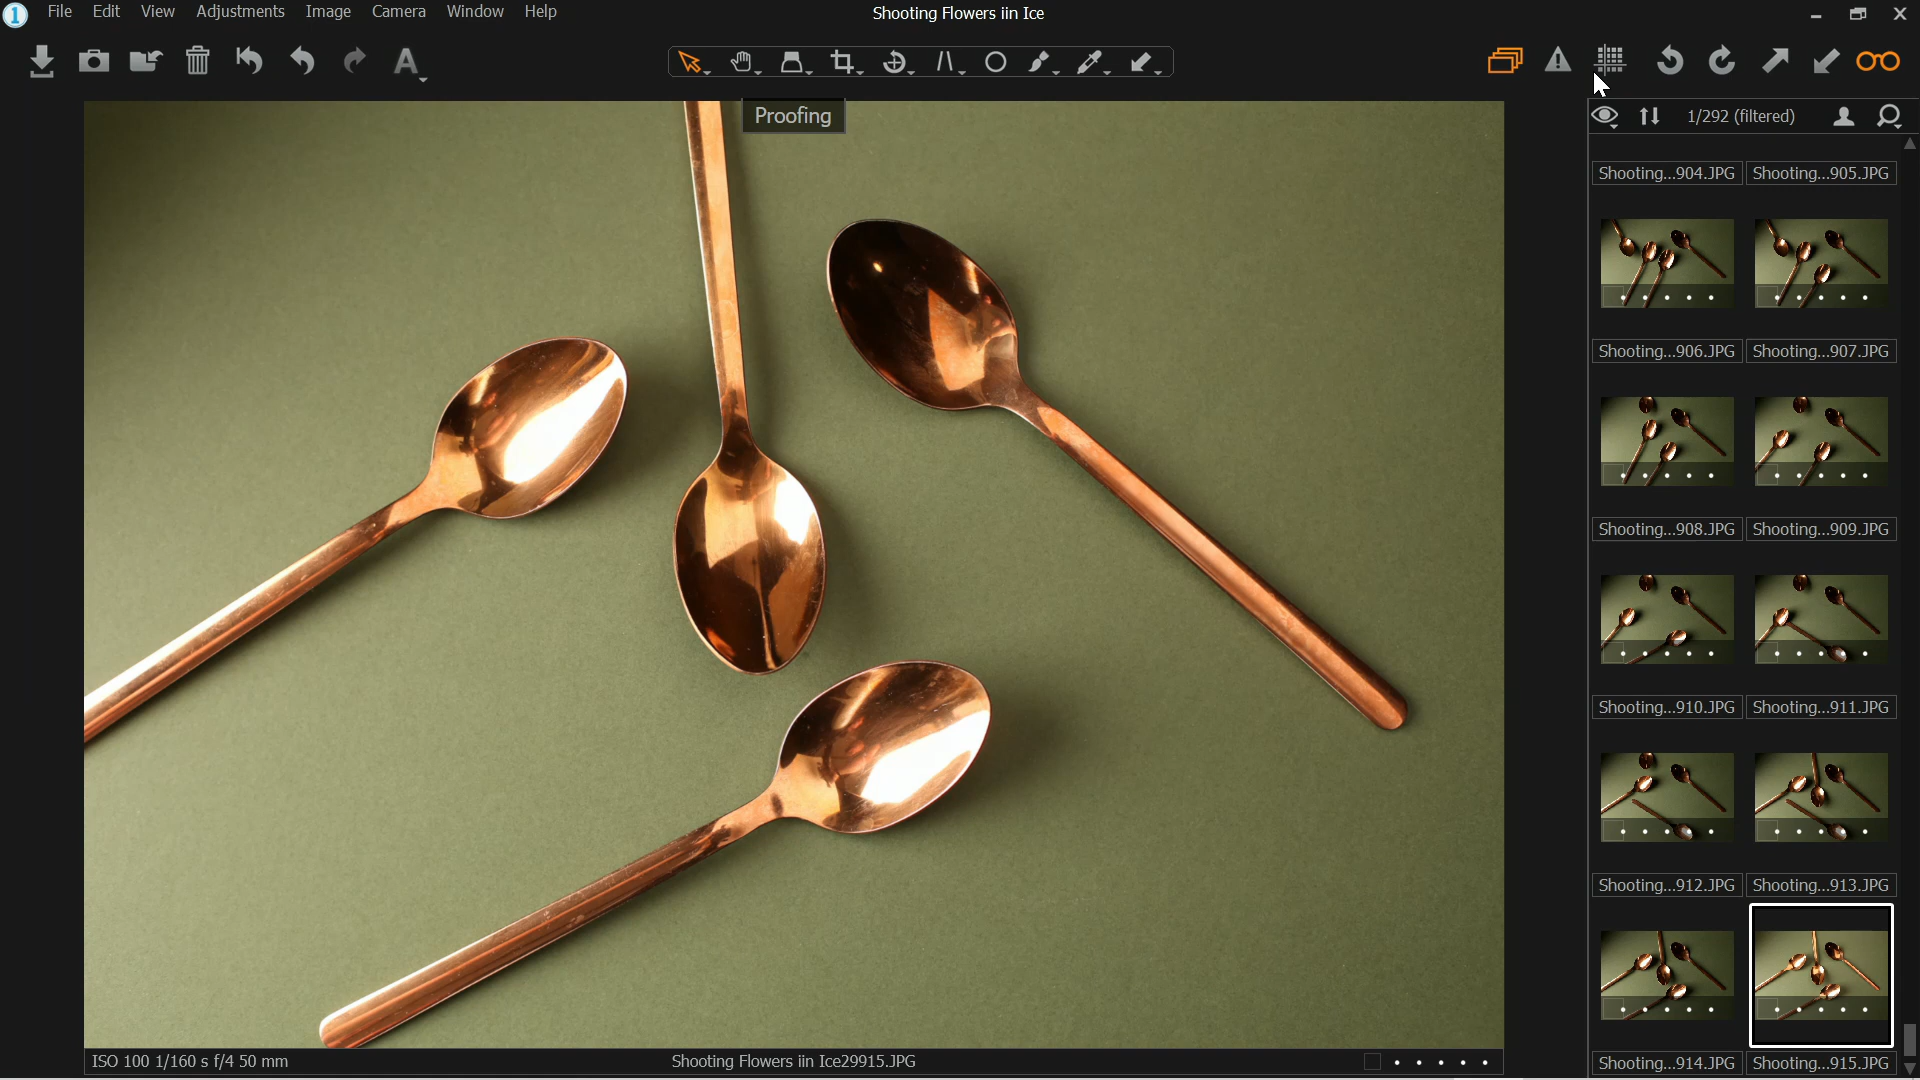 File Edit View Adjustments Image Camera Window Help
Shooting Flowers iin Ice
A
Proofing
1/292 (filtered)
Shooting...904.JPG Shooting...905.JPG
Shooting...906.JPG Shooting...907.JPG
Shooting...908.JPG Shooting...909.JPG
Shooting...910.JPG Shooting...911.JPG
Shooting...912.JPG Shooting...913.JPG
Shooting...914.JPG Shooting...915.JPG
ISO 100 1/160 s f/4 50 mm
Shooting Flowers iin Ice29915.JPG